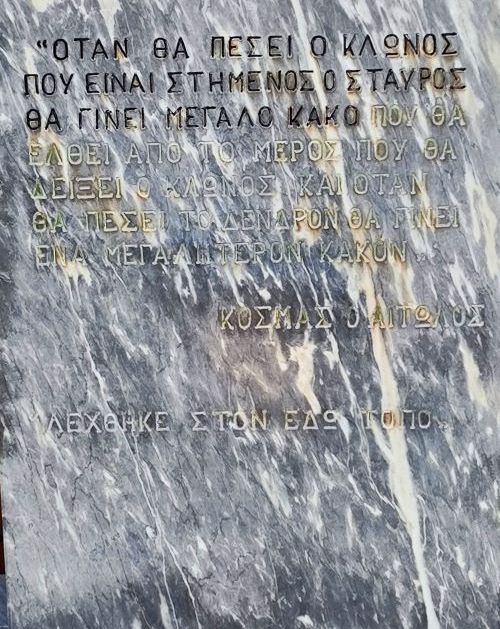 “ΟΤΑΝ ΘΑ ΠΕΣΕΙ Ο ΚΛΩΝΟΣ
ΠΟΥ ΕΙΝΑΙ ΣΤΗΜΕΝΟΣ Ο ΣΤΑΥΡΟΣ
ΘΑ ΓΙΝΕΙ ΜΕΓΑΛΟ ΚΑΚΟ ΠΟΥ ΘΑ
ΕΛΘΕΙ ΑΠΟ ΤΟ ΜΕΡΟΣ ΠΟΥ ΘΑ
ΔΕΙΞΕΙ Ο ΚΛΩΝΟΣ ΚΑΙ ΟΤΑΝ
ΘΑ ΠΕΣΕΙ ΤΟ ΔΕΝΔΡΟΝ ΘΑ ΓΙΝΕΙ
ΕΝΑ ΜΕΓΑΛΗΤΕΡΟΝ ΚΑΚΟΝ„
ΚΟΣΜΑΣ Ο ΑΙΤΩΛΟΣ
ΛΕΧΘΗΚΕ ΣΤΟΝ ΕΔΩ ΤΟΠΟ..